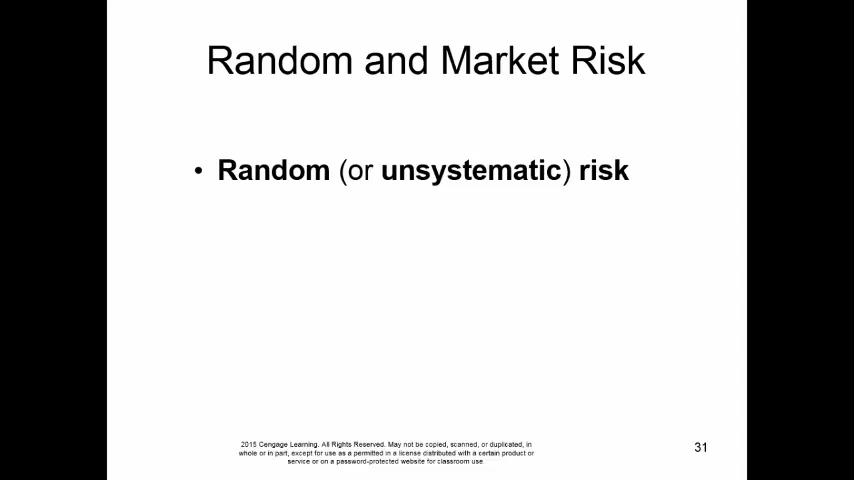 Random and Market Risk
• Random (or unsystematic) risk
2015 Cengage Learning. All Rights Reserved. May not be copied, scanned, or duplicated, in
whole or in part, except for use as a permitted in a license distributed with a certain product or
service or on a password-protected website for classroom use.
31